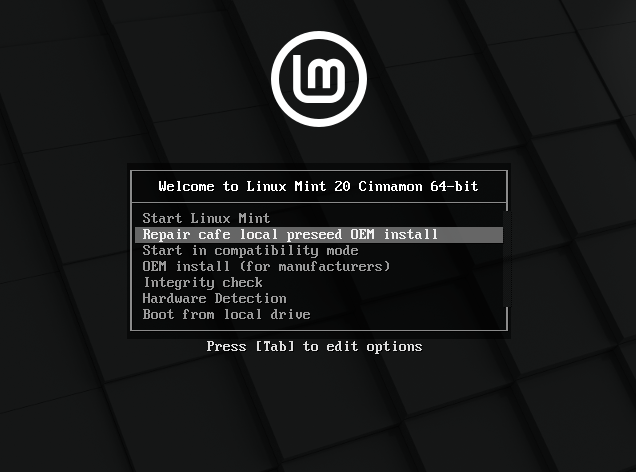 Welcome to Linux Mint 20 Cinnamon 64-bit
Start Linux Mint
Repair cafe local preseed OEM install
Start in compatibility mode
OEM install (for manufacturers)
Integrity check
Hardware Detection
Boot from local drive
Press [Tab] to edit options